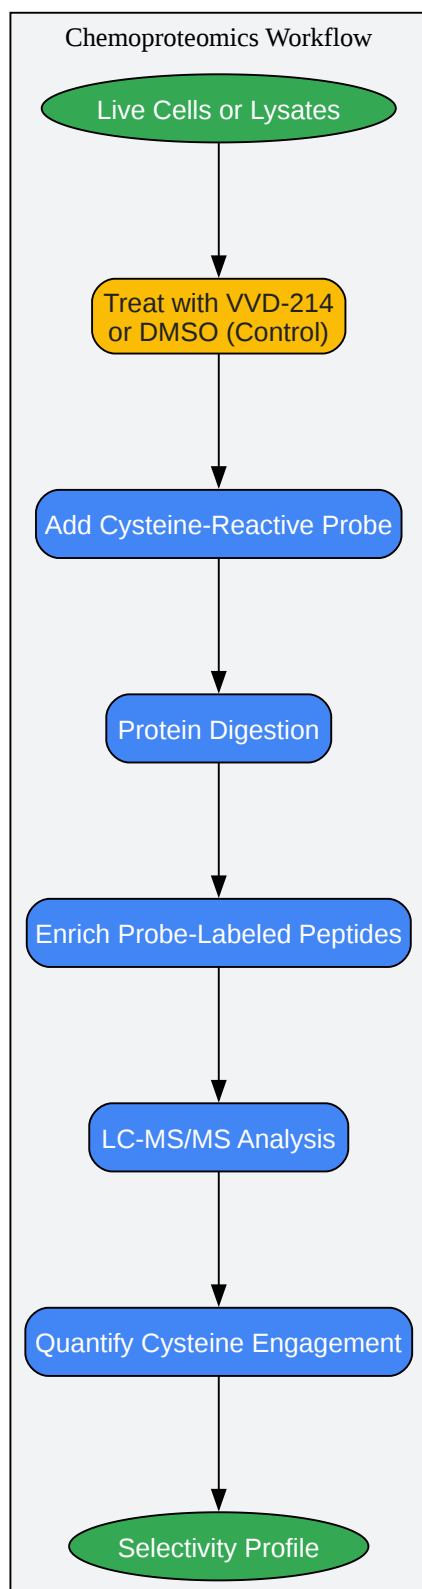 Chemoproteomics Workflow
Live Cells or Lysates
Treat with VVD-214
or DMSO (Control)
Add Cysteine-Reactive Probe
Protein Digestion
Enrich Probe-Labeled Peptides
LC-MS/MS Analysis
Quantify Cysteine Engagement
Selectivity Profile